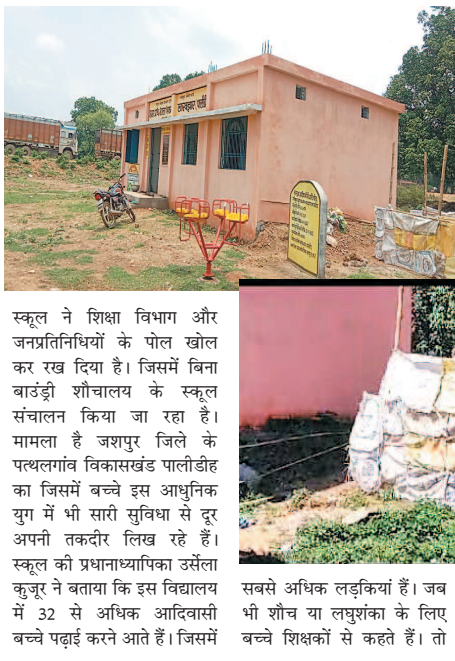 स्कूल ने शिक्षा विभाग और
जनप्रतिनिधियों के पोल खोल
कर रख दिया है। जिसमें बिना
बाउंड्री शौचालय के स्कूल
संचालन किया जा रहा है।
मामला है जशपुर जिले के
पत्थलगांव विकासखंड पालीडीह
का जिसमें बच्चे इस आधुनिक
युग में भी सारी सुविधा से दूर
अपनी तकदीर लिख रहे हैं।
स्कूल की प्रधानाध्यापिका उर्सेला
कुजूर ने बताया कि इस विद्यालय
में 32 से अधिक आदिवासी
बच्चे पढ़ाई करने आते हैं। जिसमें
सबसे अधिक लड़कियां हैं। जब
भी शौच या लघुशंका के लिए
बच्चे शिक्षकों से कहते हैं। तो